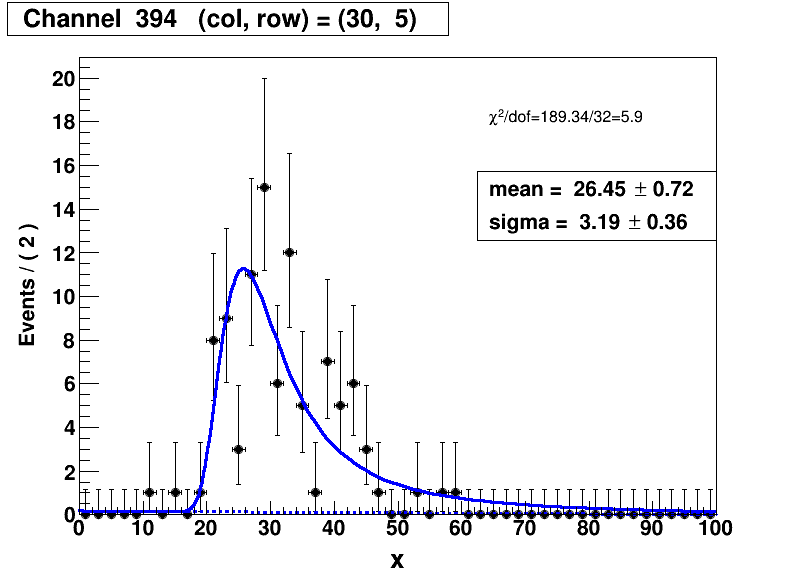 Channel 394 (col, row) = (30, 5)
χ²/dof=189.34/32=5.9
mean = 26.45 ± 0.72
sigma = 3.19 ± 0.36
Events / ( 2 )
20
18
16
14
12
10
8
6
4
2
0
0 10 20 30 40 50 60 70 80 90 100
x